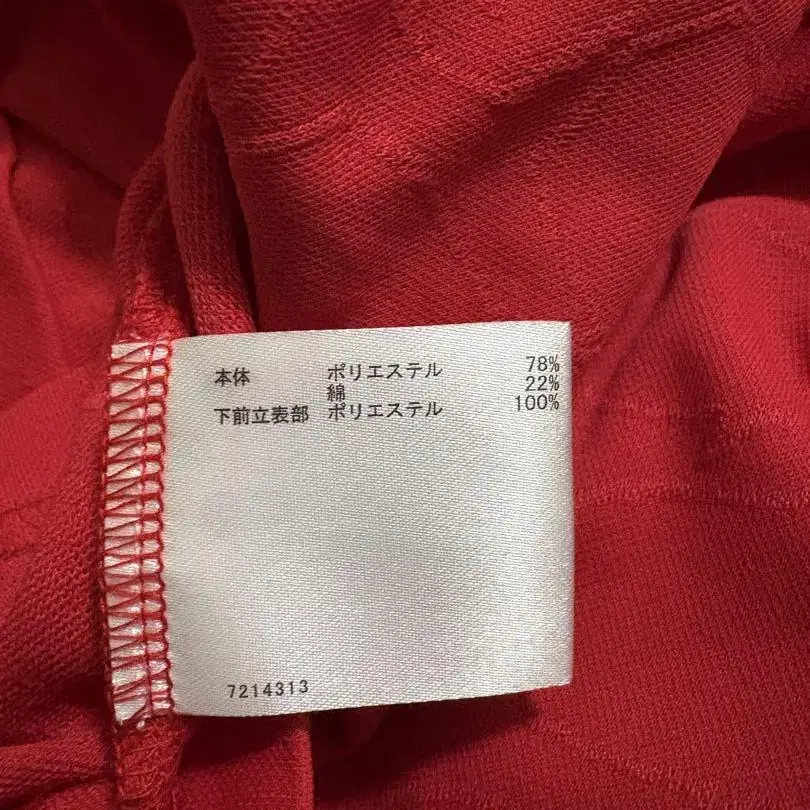 本体 ポリエステル 78%
綿 22%
下前立表部 ポリエステル 100%
7214313